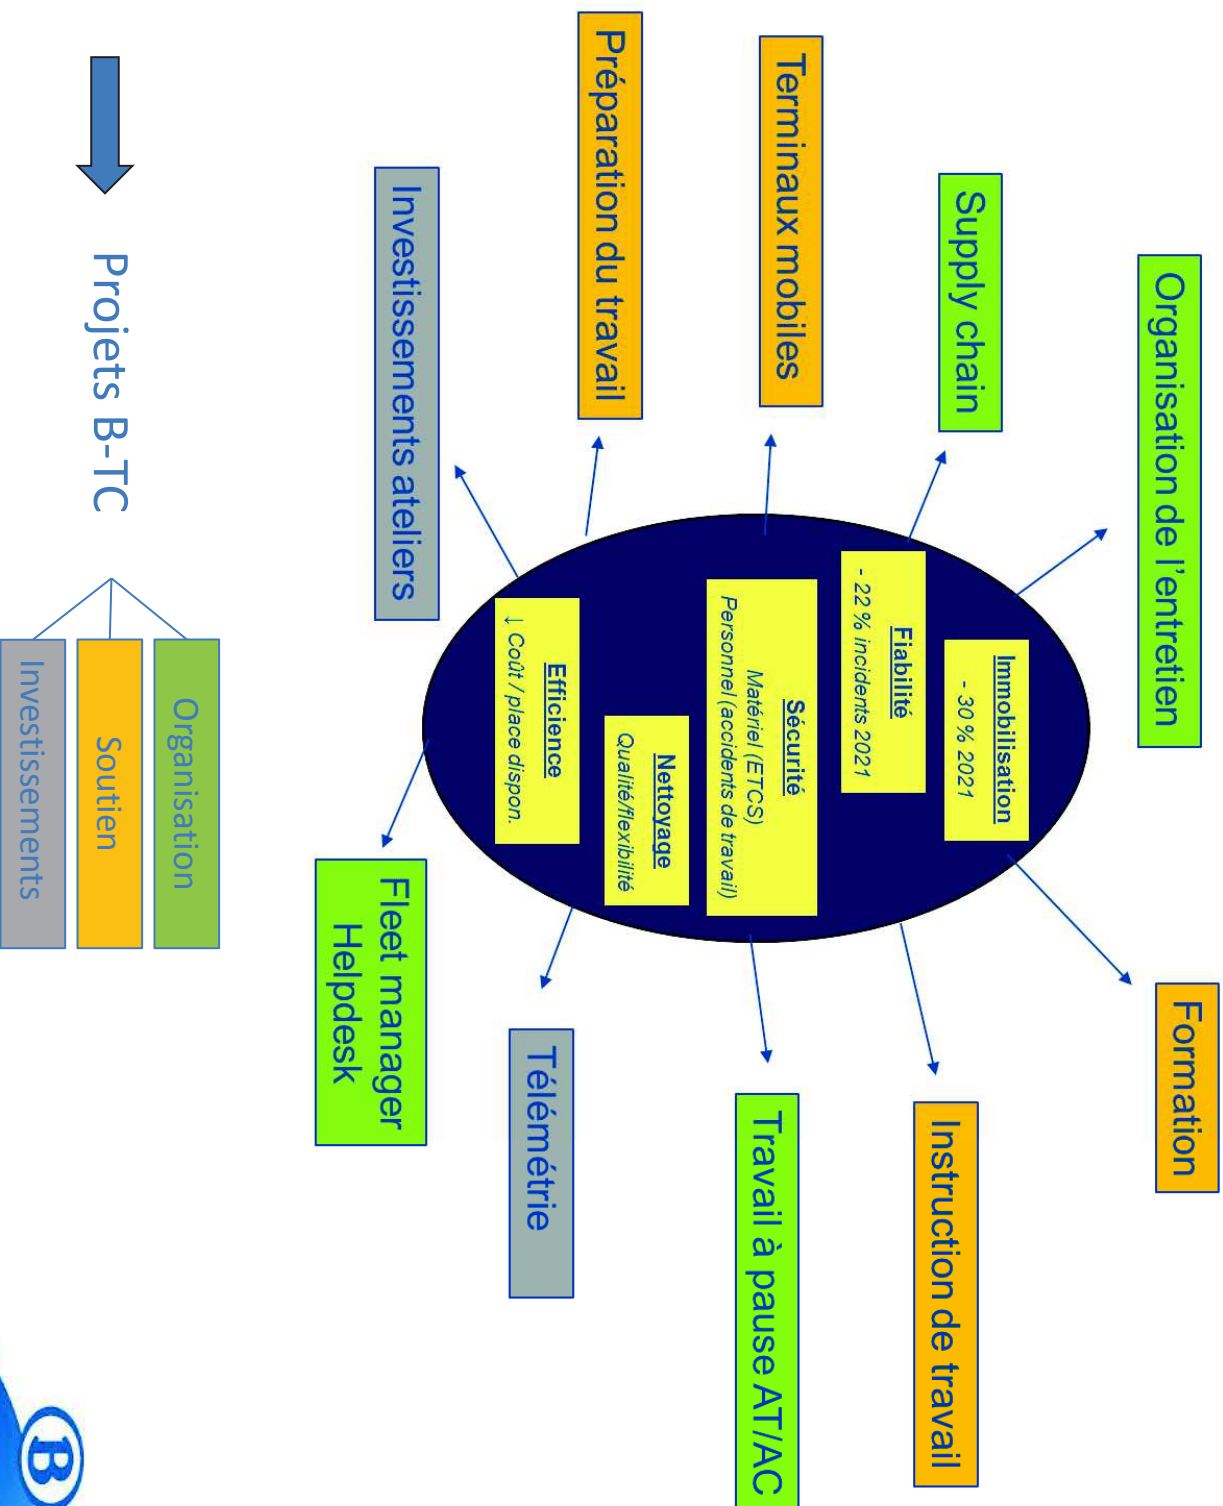 Organisation de l'entretien
Formation
Supply chain
Instruction de travail
Terminaux mobiles
Travail à pause AT/AC
Préparation du travail
Télémétrie
Investissements ateliers
Fleet manager
Helpdesk
Immobilisation
- 30 % 2021
Fiabilité
- 22 % incidents 2021
Sécurité
Matériel (ETCS)
Personnel (accidents de travail)
Nettoyage
Qualité/flexibilité
Efficience
↓ Coût / place dispon.
Projets B-TC
Organisation
Soutien
Investissements
B